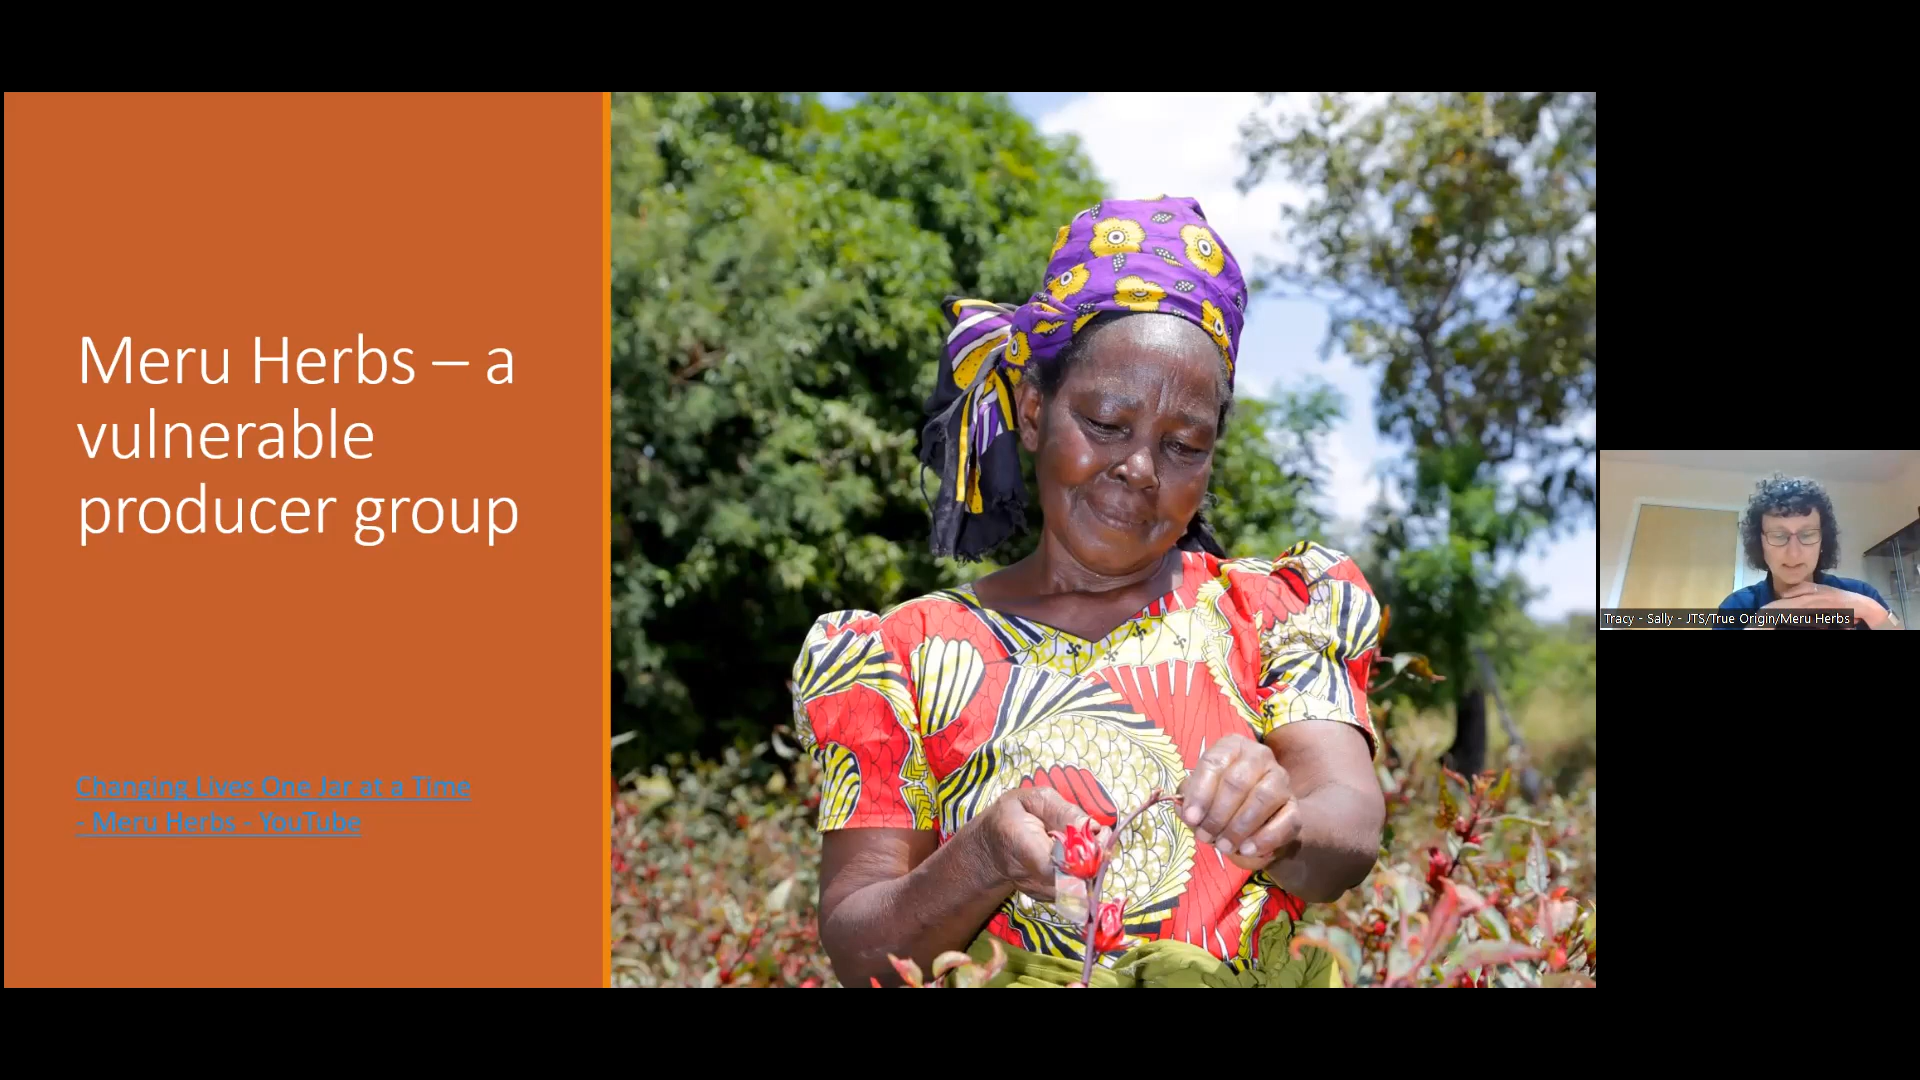 Meru Herbs – a
vulnerable
producer group
Changing Lives One Jar at a Time
- Meru Herbs - YouTube
Tracy - Sally - JTS/True Origin/Meru Herbs